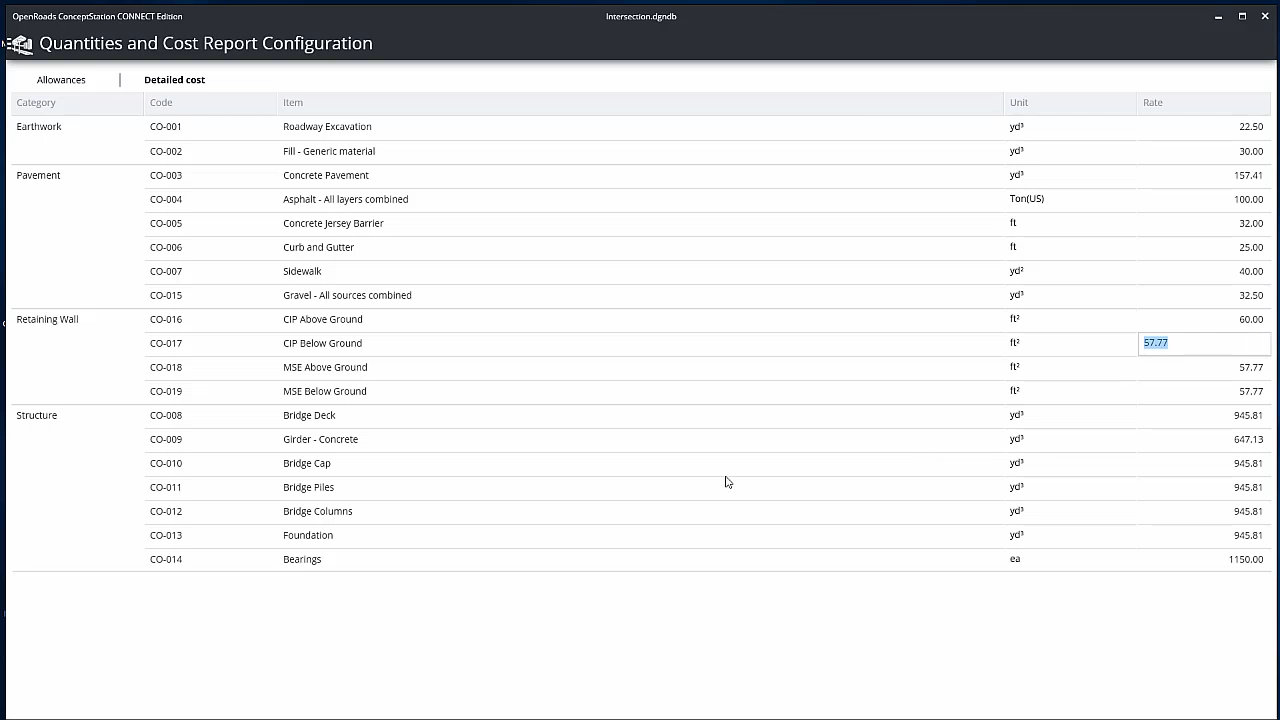 OpenRoads ConceptStation CONNECT Edition Intersection.dgndb
Quantities and Cost Report Configuration
Allowances | Detailed cost
Category Code Item Unit Rate
Earthwork CO-001 Roadway Excavation yd³ 22.50
CO-002 Fill - Generic material yd³ 30.00
Pavement CO-003 Concrete Pavement yd³ 157.41
CO-004 Asphalt - All layers combined Ton(US) 100.00
CO-005 Concrete Jersey Barrier ft 32.00
CO-006 Curb and Gutter ft 25.00
CO-007 Sidewalk yd² 40.00
CO-015 Gravel - All sources combined yd³ 32.50
Retaining Wall CO-016 CIP Above Ground ft² 60.00
CO-017 CIP Below Ground ft² 57.77
CO-018 MSE Above Ground ft² 57.77
CO-019 MSE Below Ground ft² 57.77
Structure CO-008 Bridge Deck yd³ 945.81
CO-009 Girder - Concrete yd³ 647.13
CO-010 Bridge Cap yd³ 945.81
CO-011 Bridge Piles yd³ 945.81
CO-012 Bridge Columns yd³ 945.81
CO-013 Foundation yd³ 945.81
CO-014 Bearings ea 1150.00